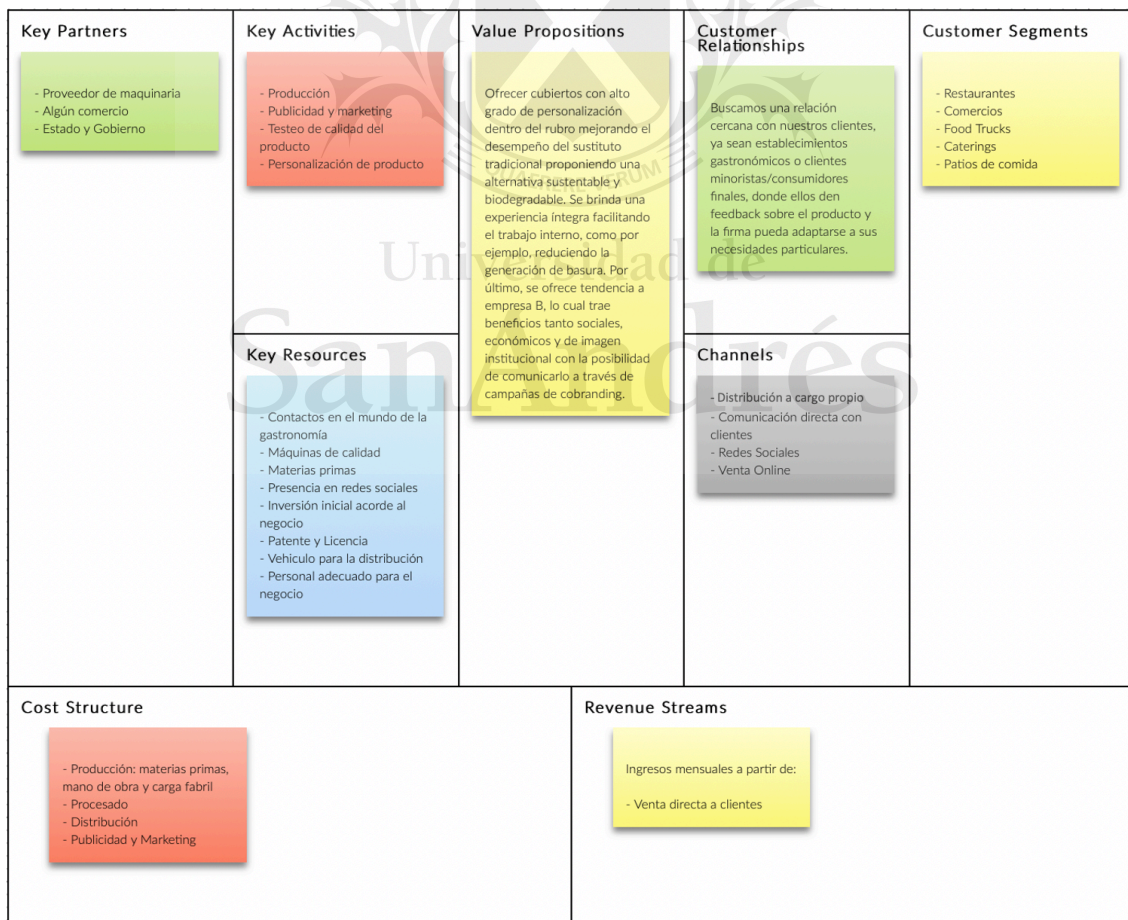 Key Partners
- Proveedor de maquinaria
- Algún comercio
- Estado y Gobierno
Key Activities
- Producción
- Publicidad y marketing
- Testeo de calidad del
producto
- Personalización de producto
Key Resources
- Contactos en el mundo de la
gastronomía
- Máquinas de calidad
- Materias primas
- Presencia en redes sociales
- Inversión inicial acorde al
negocio
- Patente y Licencia
- Vehiculo para la distribución
- Personal adecuado para el
negocio
Value Propositions
Ofrecer cubiertos con alto
grado de personalización
dentro del rubro mejorando el
desempeño del sustituto
tradicional proponiendo una
alternativa sustentable y
biodegradable. Se brinda una
experiencia íntegra facilitando
el trabajo interno, como por
ejemplo, reduciendo la
generación de basura. Por
último, se ofrece tendencia a
empresa B, lo cual trae
beneficios tanto sociales,
económicos y de imagen
institucional con la posibilidad
de comunicarlo a través de
campañas de cobranding.
Customer
Relationships
Buscamos una relación
cercana con nuestros clientes,
ya sean establecimientos
gastronómicos o clientes
minoristas/consumidores
finales, donde ellos den
feedback sobre el producto y
la firma pueda adaptarse a sus
necesidades particulares.
Channels
- Distribución a cargo propio
- Comunicación directa con
clientes
- Redes Sociales
- Venta Online
Customer Segments
- Restaurantes
- Comercios
- Food Trucks
- Caterings
- Patios de comida
Cost Structure
- Producción: materias primas,
mano de obra y carga fabril
- Procesado
- Distribución
- Publicidad y Marketing
Revenue Streams
Ingresos mensuales a partir de:
- Venta directa a clientes
QUAERERE VERUM
Universidad de
SanAndrés